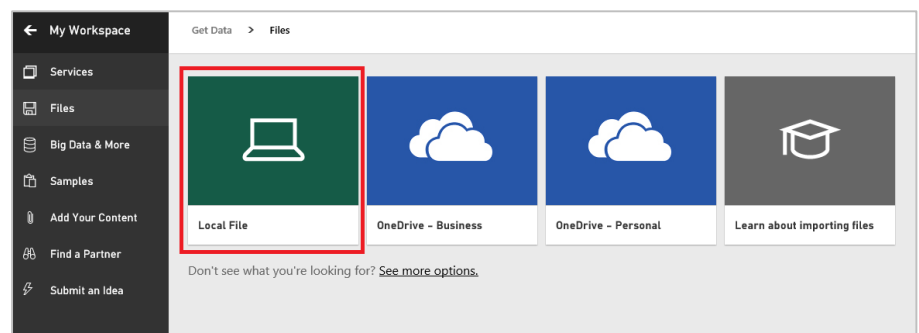 My Workspace
Get Data > Files
Services
Files
Big Data & More
Samples
Add Your Content
Find a Partner
Submit an Idea
Local File
OneDrive – Business
OneDrive – Personal
Learn about importing files
Don't see what you're looking for? See more options.